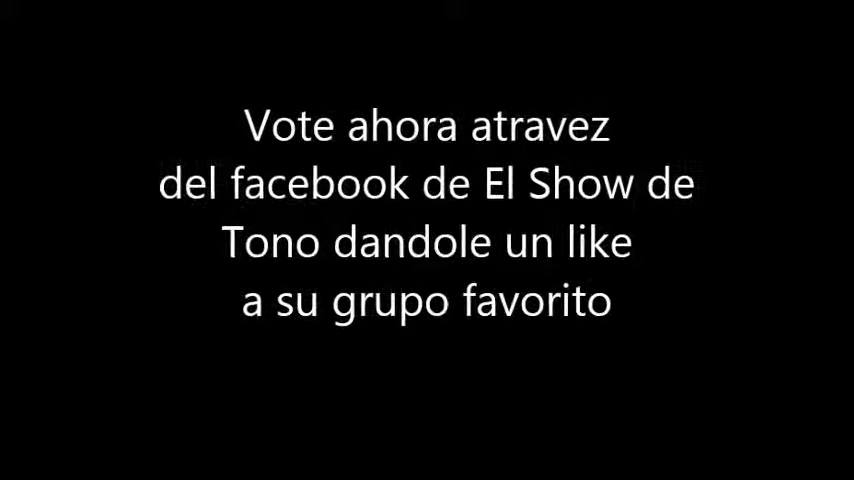 Vote ahora atravez
del facebook de El Show de
Tono dandole un like
a su grupo favorito